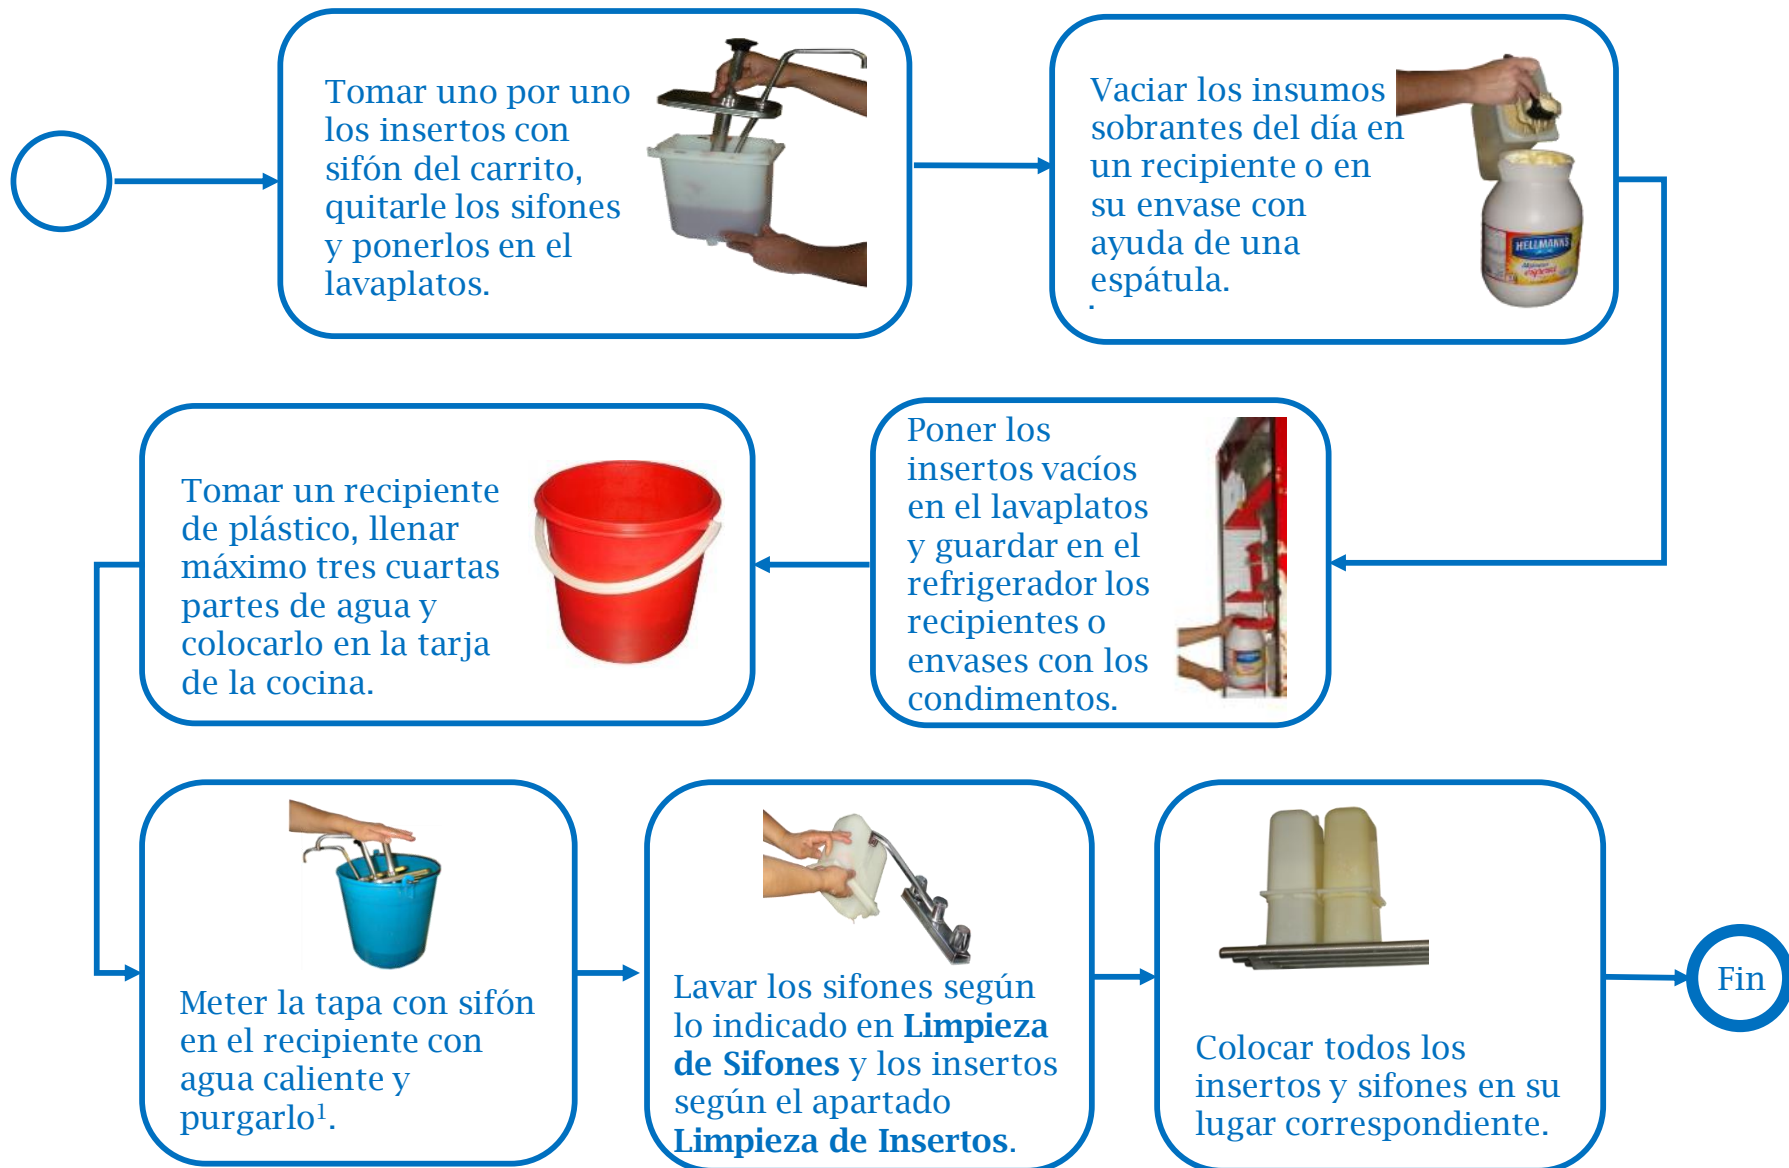 Tomar uno por uno
los insertos con
sifón del carrito,
quitarle los sifones
y ponerlos en el
lavaplatos.
Vaciar los insumos
sobrantes del día en
un recipiente o en
su envase con
ayuda de una
espátula.
.
HELLMANN'S
Poner los
insertos vacíos
en el lavaplatos
y guardar en el
refrigerador los
recipientes o
envases con los
condimentos.
Tomar un recipiente
de plástico, llenar
máximo tres cuartas
partes de agua y
colocarlo en la tarja
de la cocina.
Meter la tapa con sifón
en el recipiente con
agua caliente y
purgarlo¹.
Lavar los sifones según
lo indicado en Limpieza
de Sifones y los insertos
según el apartado
Limpieza de Insertos.
Colocar todos los
insertos y sifones en su
lugar correspondiente.
Fin